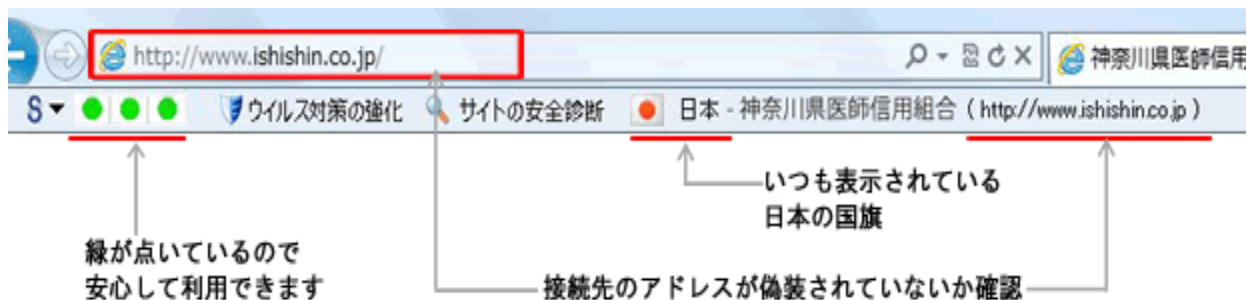 http://www.ishishin.co.jp/
神奈川県医師信用
S ウイルス対策の強化 サイトの安全診断 日本 - 神奈川県医師信用組合 ( http://www.ishishin.co.jp )
いつも表示されている
日本の国旗
緑が点いているので
安心して利用できます
接続先のアドレスが偽装されていないか確認